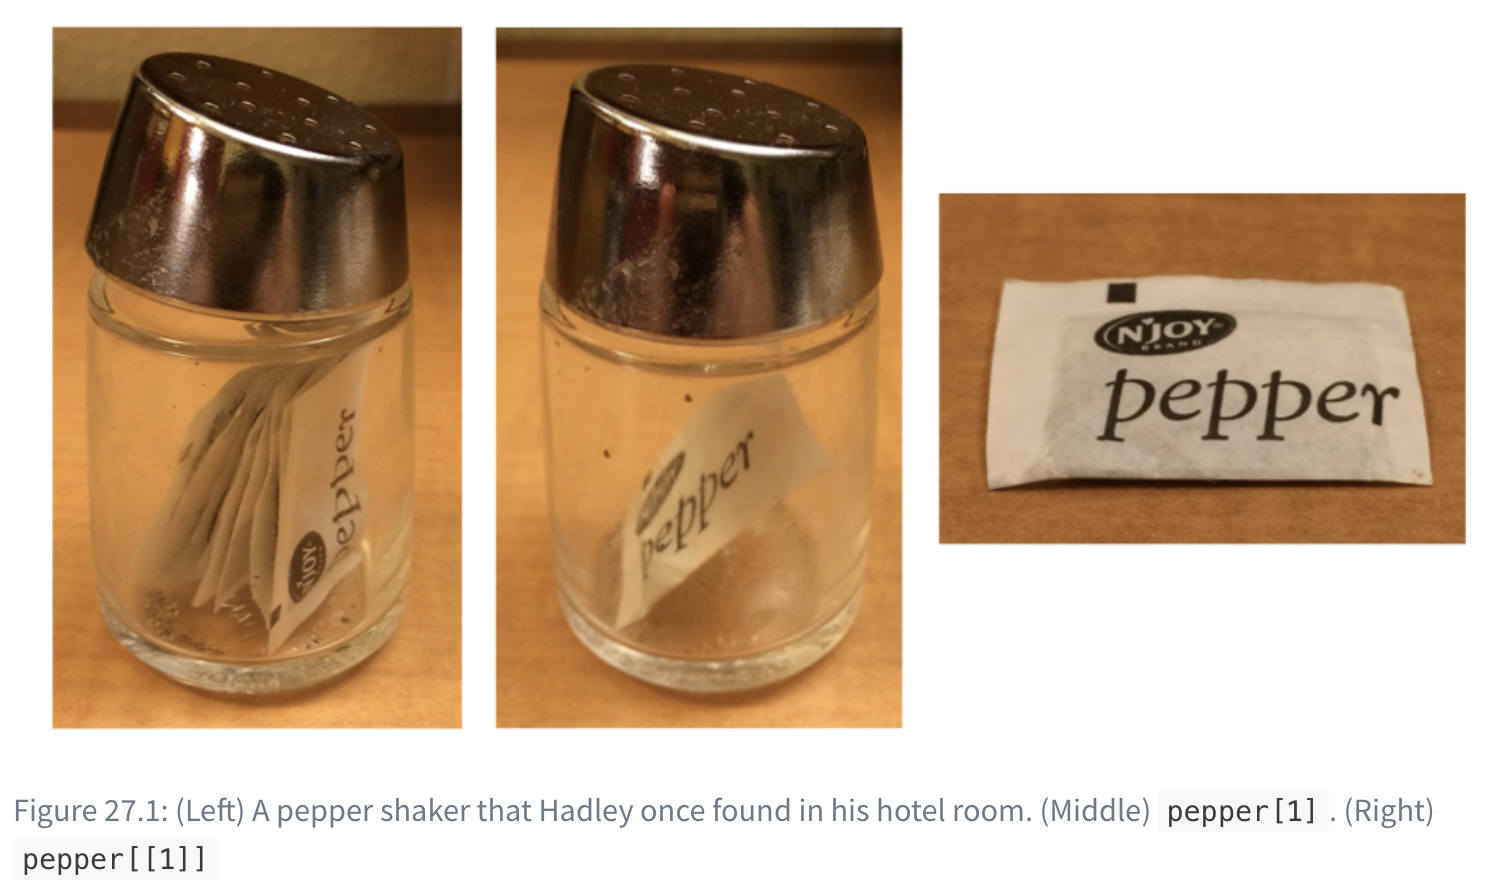 NJOY
pepper
pepper
N'JOY
BRAND
pepper
Figure 27.1: (Left) A pepper shaker that Hadley once found in his hotel room. (Middle) pepper[1] . (Right)
pepper[[1]]